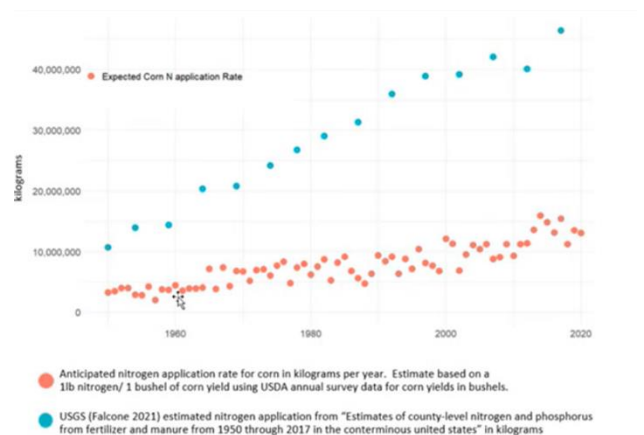 40,000,000
Expected Corn N application Rate
30,000,000
kilograms
20,000,000
10,000,000
0
1960
1980
2000
2020
Anticipated nitrogen application rate for corn in kilograms per year. Estimate based on a
1lb nitrogen/ 1 bushel of corn yield using USDA annual survey data for corn yields in bushels.
USGS (Falcone 2021) estimated nitrogen application from “Estimates of county-level nitrogen and phosphorus
from fertilizer and manure from 1950 through 2017 in the conterminous united states” in kilograms